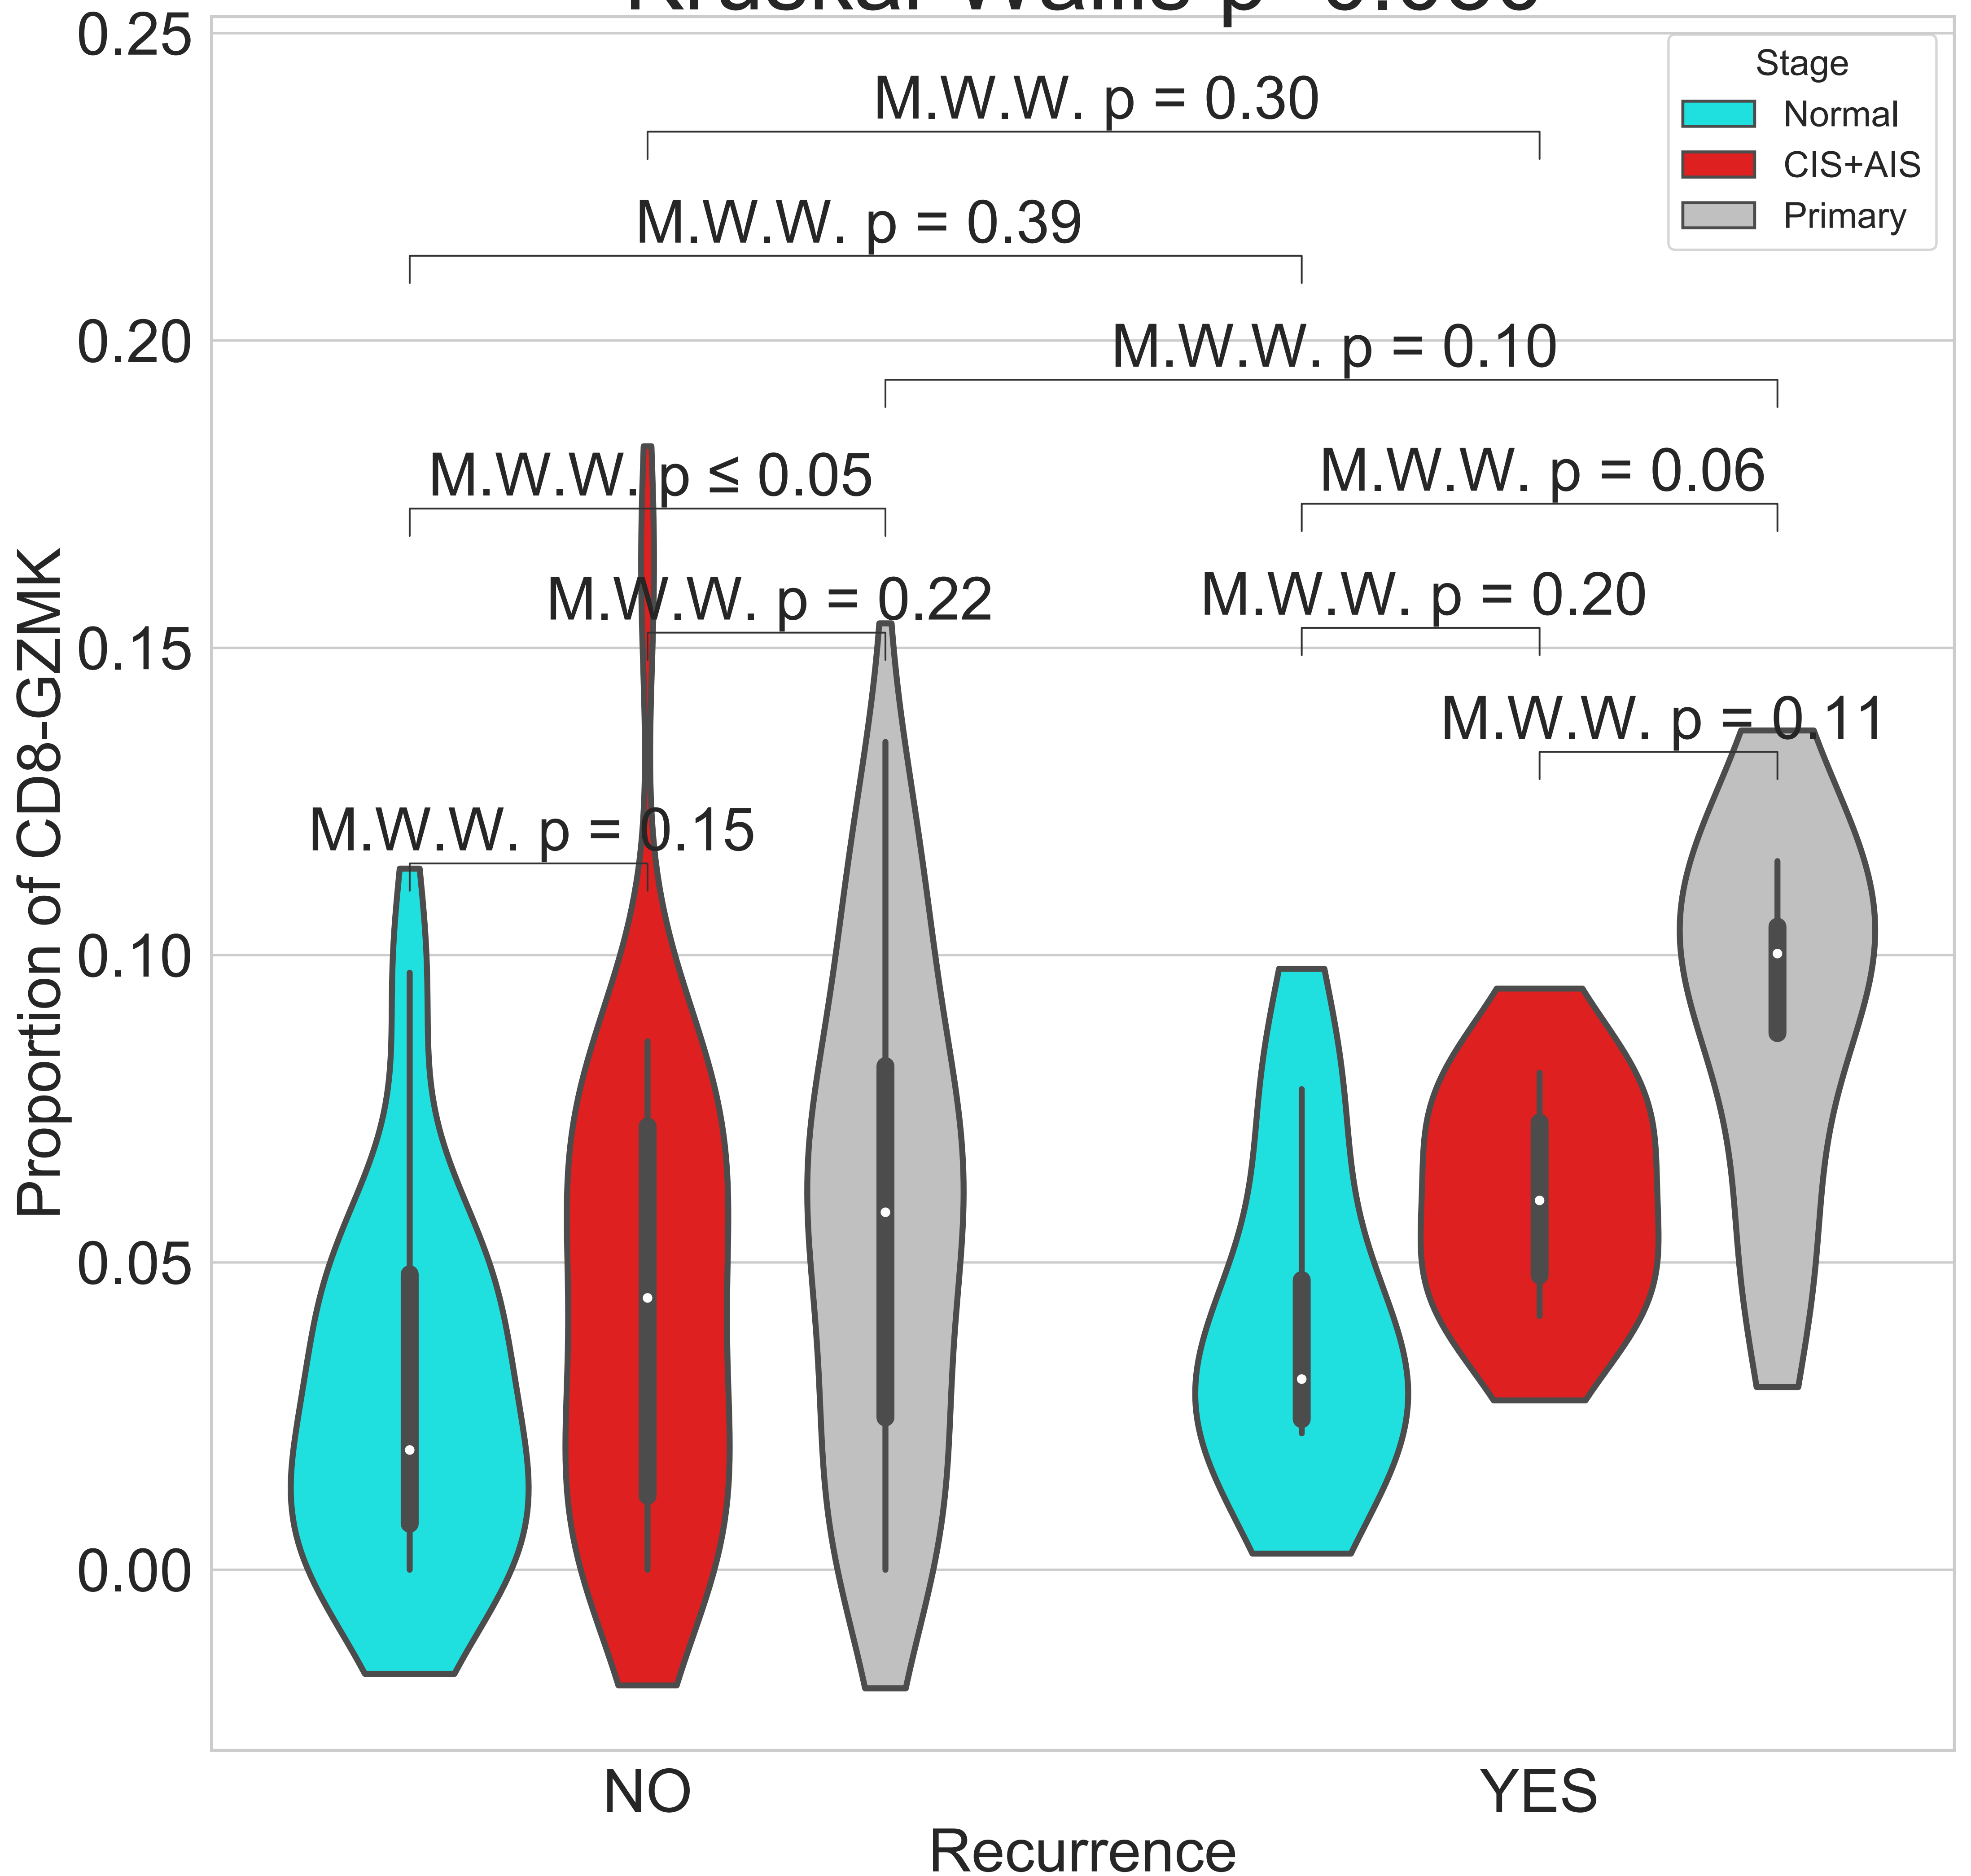 0.25
0.20
0.15
0.10
0.05
0.00
Proportion of CD8-GZMK
Stage
Normal
CIS+AIS
Primary
M.W.W. p = 0.30
M.W.W. p = 0.39
M.W.W. p = 0.10
M.W.W. p ≤ 0.05
M.W.W. p = 0.06
M.W.W. p = 0.22
M.W.W. p = 0.20
M.W.W. p = 0.11
M.W.W. p = 0.15
NO
YES
Recurrence